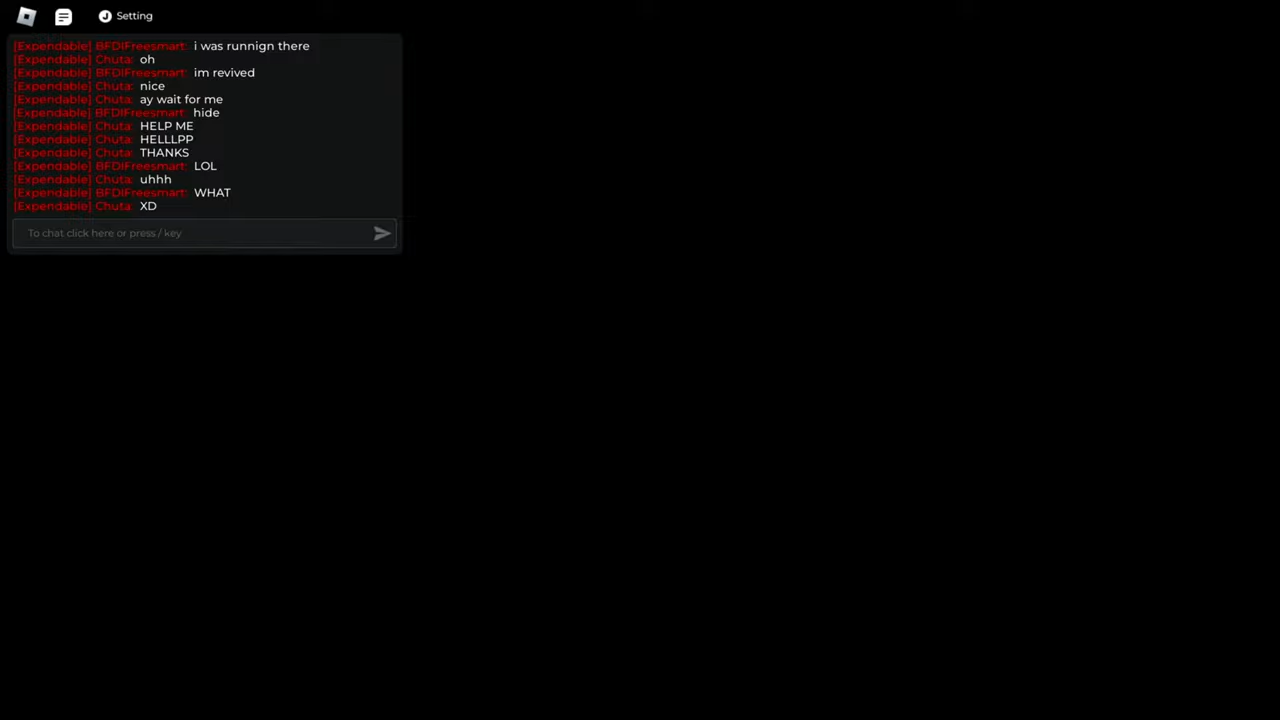 J Setting
[Expendable] BFDIFreesmart: i was runnign there
[Expendable] Chuta: oh
[Expendable] BFDIFreesmart: im revived
[Expendable] Chuta: nice
[Expendable] Chuta: ay wait for me
[Expendable] BFDIFreesmart: hide
[Expendable] Chuta: HELP ME
[Expendable] Chuta: HELLLPP
[Expendable] Chuta: THANKS
[Expendable] BFDIFreesmart: LOL
[Expendable] Chuta: uhhh
[Expendable] BFDIFreesmart: WHAT
[Expendable] Chuta: XD
To chat click here or press / key